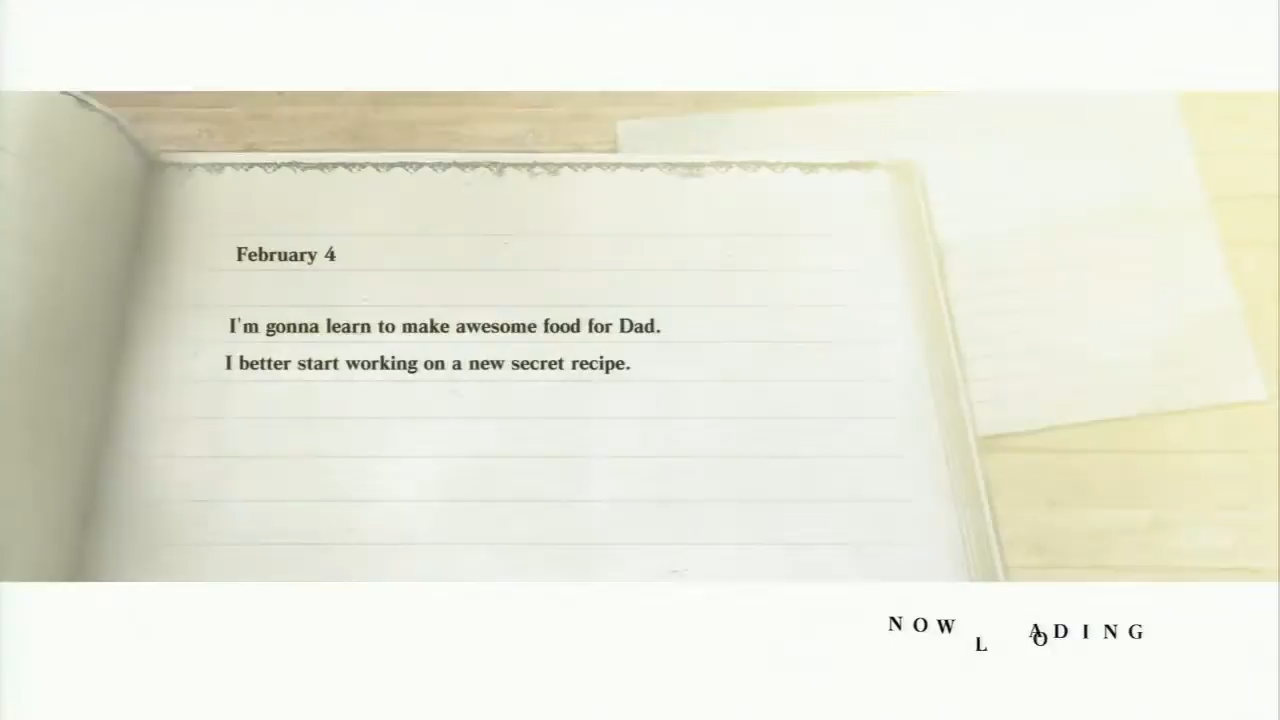 February 4
I'm gonna learn to make awesome food for Dad.
I better start working on a new secret recipe.
NOW LOADING